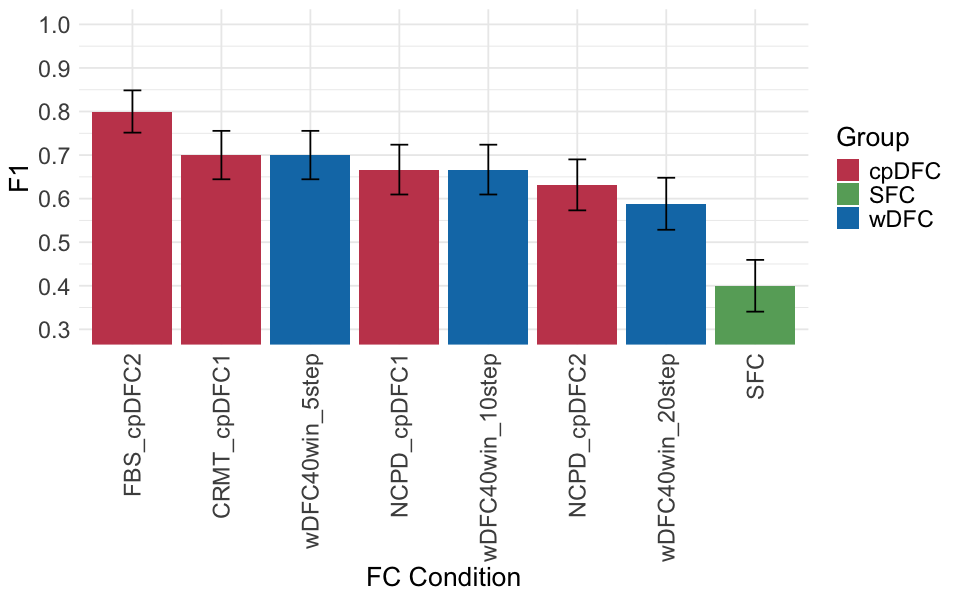 1.0
0.9
0.8
0.7
0.6
0.5
0.4
0.3
F1
FBS_cpDFC2
CRMT_cpDFC1
wDFC40win_5step
NCPD_cpDFC1
wDFC40win_10step
NCPD_cpDFC2
wDFC40win_20step
SFC
FC Condition
Group
cpDFC
SFC
wDFC